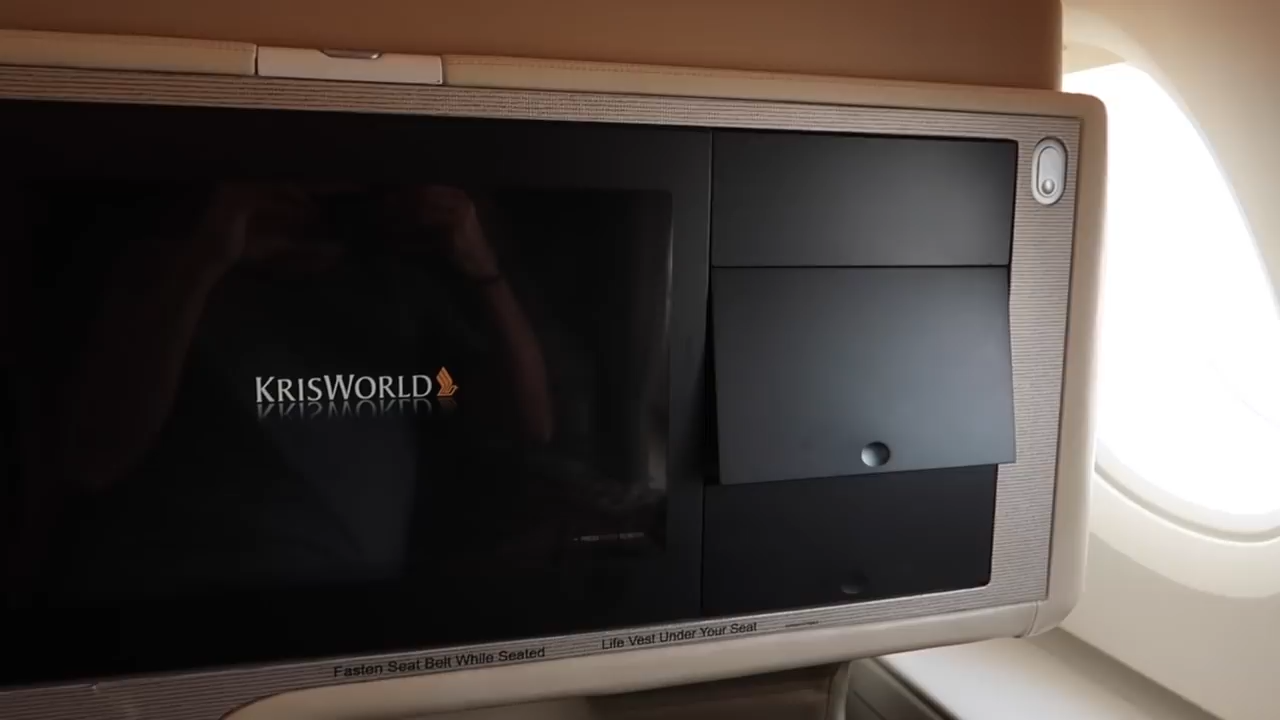 KRISWORLD
Fasten Seat Belt While Seated
Life Vest Under Your Seat